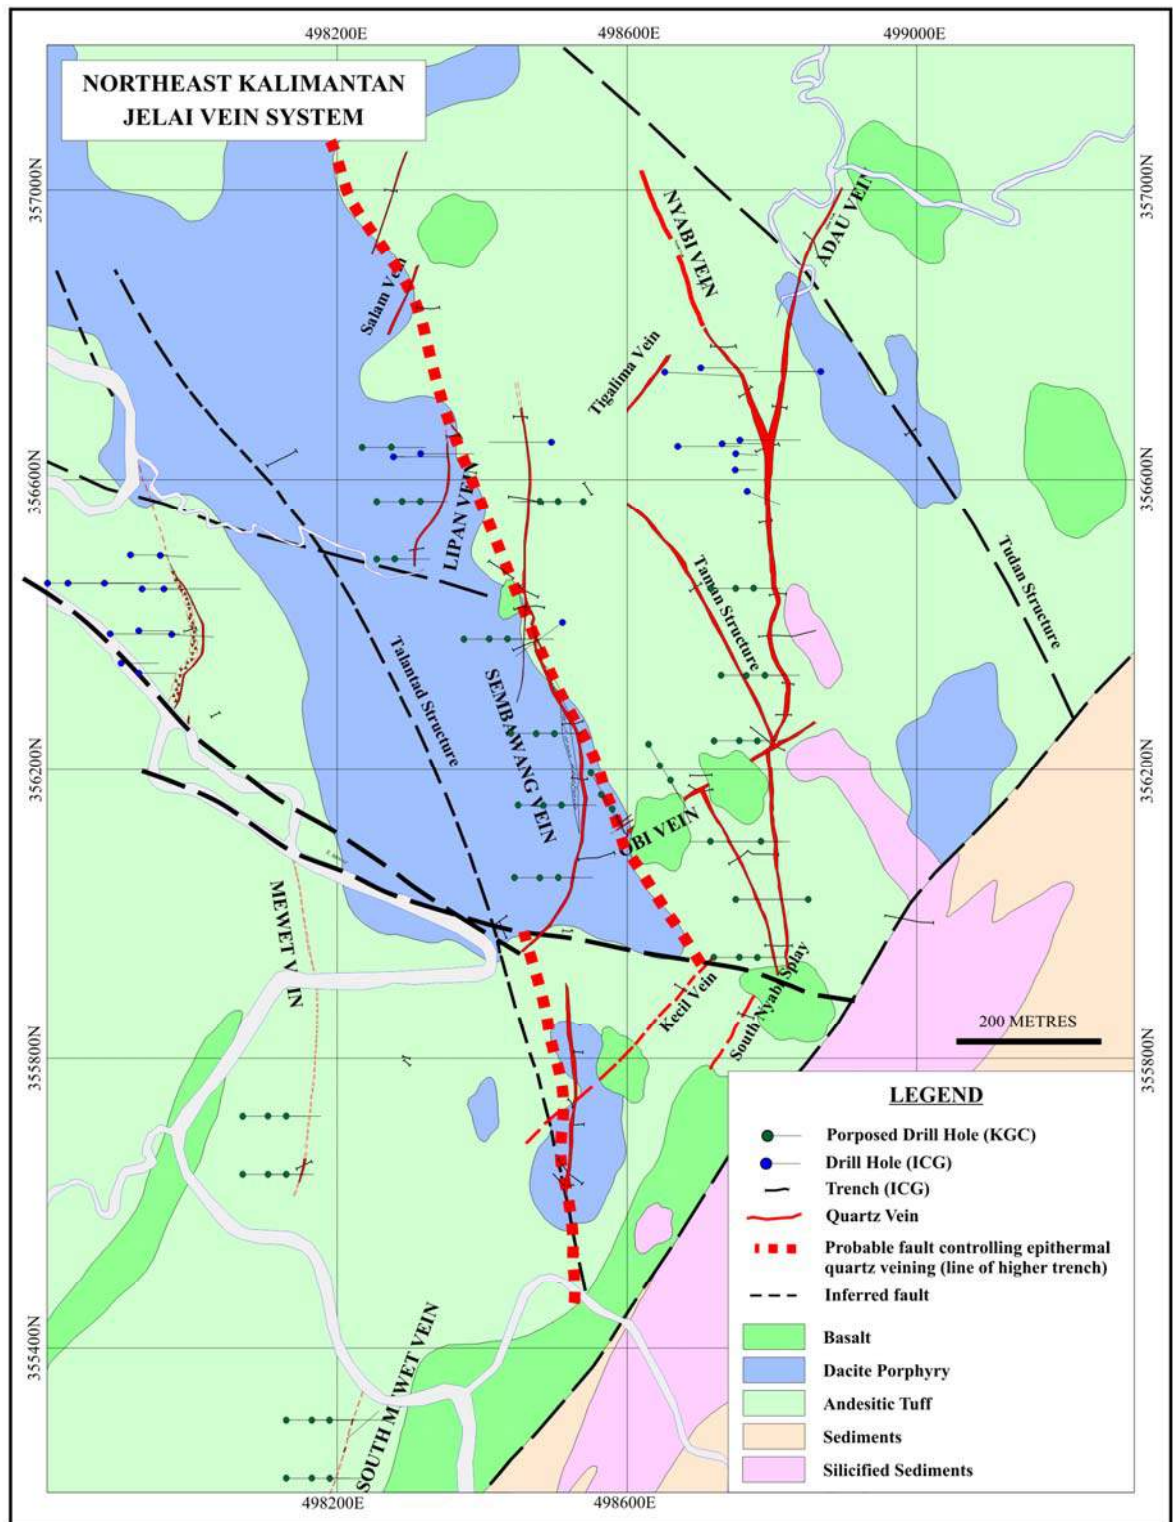 498200E
498600E
499000E
NORTHEAST KALIMANTAN
JELAI VEIN SYSTEM
357000N
357000N
NYABI VEIN
ADAU VEIN
Salam Vein
Tigalima Vein
356600N
356600N
LIPAN VEIN
Taman Structure
Tudan Structure
Talantad Structure
SEMBAWANG VEIN
356200N
356200N
OBI VEIN
MEWET VEIN
Kecil Vein
South Nyabi Splay
200 METRES
355800N
355800N
LEGEND
Porposed Drill Hole (KGC)
Drill Hole (ICG)
Trench (ICG)
Quartz Vein
Probable fault controlling epithermal
quartz veining (line of higher trench)
Inferred fault
355400N
355400N
Basalt
Dacite Porphyry
Andesitic Tuff
Sediments
Silicified Sediments
SOUTH MEWET VEIN
498200E
498600E